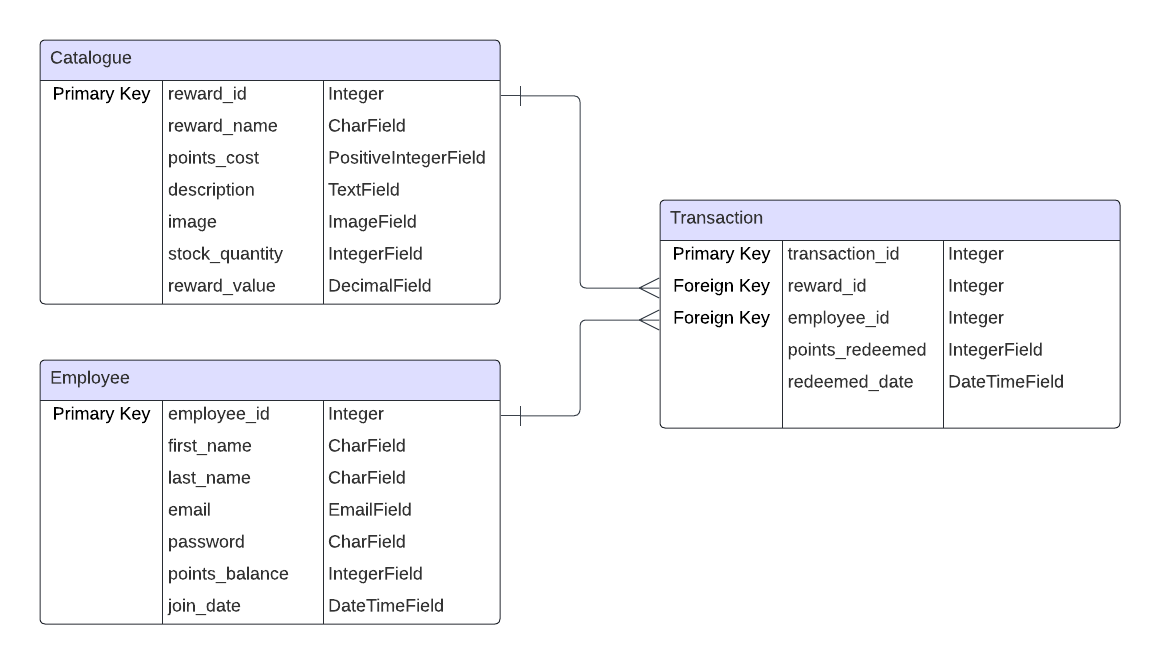 Catalogue
Primary Key reward_id Integer
reward_name CharField
points_cost PositiveIntegerField
description TextField
image ImageField
stock_quantity IntegerField
reward_value DecimalField
Transaction
Primary Key transaction_id Integer
Foreign Key reward_id Integer
Foreign Key employee_id Integer
points_redeemed IntegerField
redeemed_date DateTimeField
Employee
Primary Key employee_id Integer
first_name CharField
last_name CharField
email EmailField
password CharField
points_balance IntegerField
join_date DateTimeField